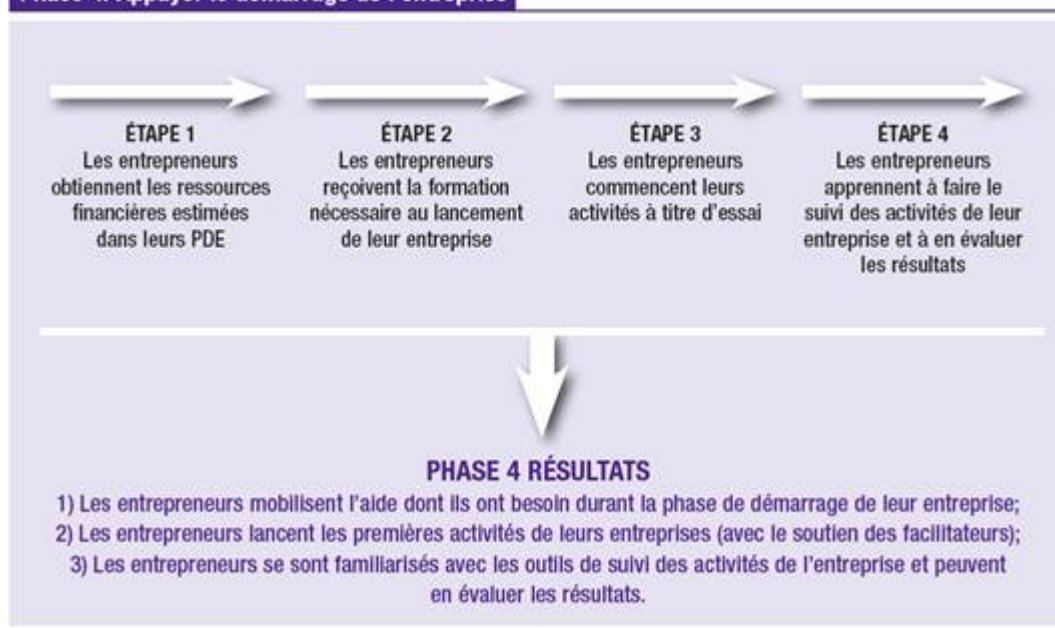 ÉTAPE 1
Les entrepreneurs
obtiennent les ressources
financières estimées
dans leurs PDE
ÉTAPE 2
Les entrepreneurs
reçoivent la formation
nécessaire au lancement
de leur entreprise
ÉTAPE 3
Les entrepreneurs
commencent leurs
activités à titre d'essai
ÉTAPE 4
Les entrepreneurs
apprennent à faire le
suivi des activités de leur
entreprise et à en évaluer
les résultats
PHASE 4 RÉSULTATS
1) Les entrepreneurs mobilisent l'aide dont ils ont besoin durant la phase de démarrage de leur entreprise;
2) Les entrepreneurs lancent les premières activités de leurs entreprises (avec le soutien des facilitateurs);
3) Les entrepreneurs se sont familiarisés avec les outils de suivi des activités de l'entreprise et peuvent
en évaluer les résultats.